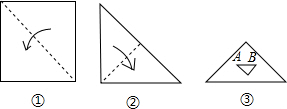 A B
① ② ③